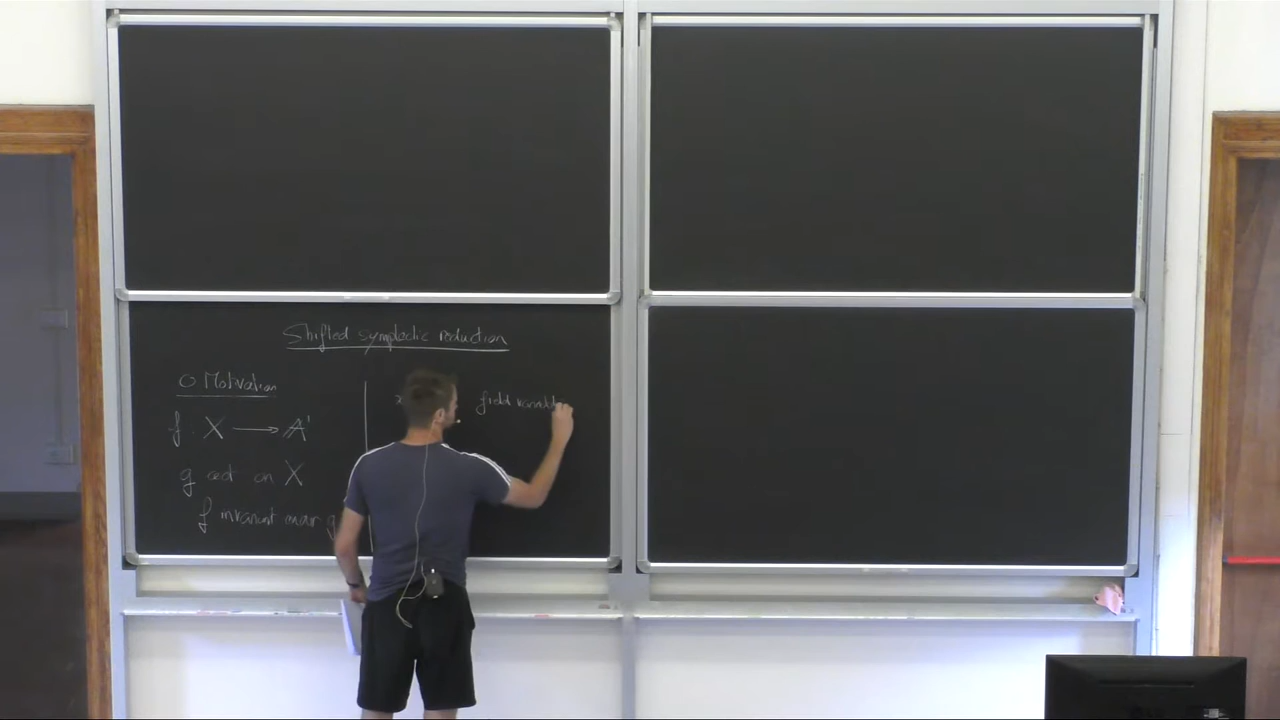 Shifted symplectic reduction
0 Motivation
f : X → A¹
g act on X
f invariant over g
x
field variables